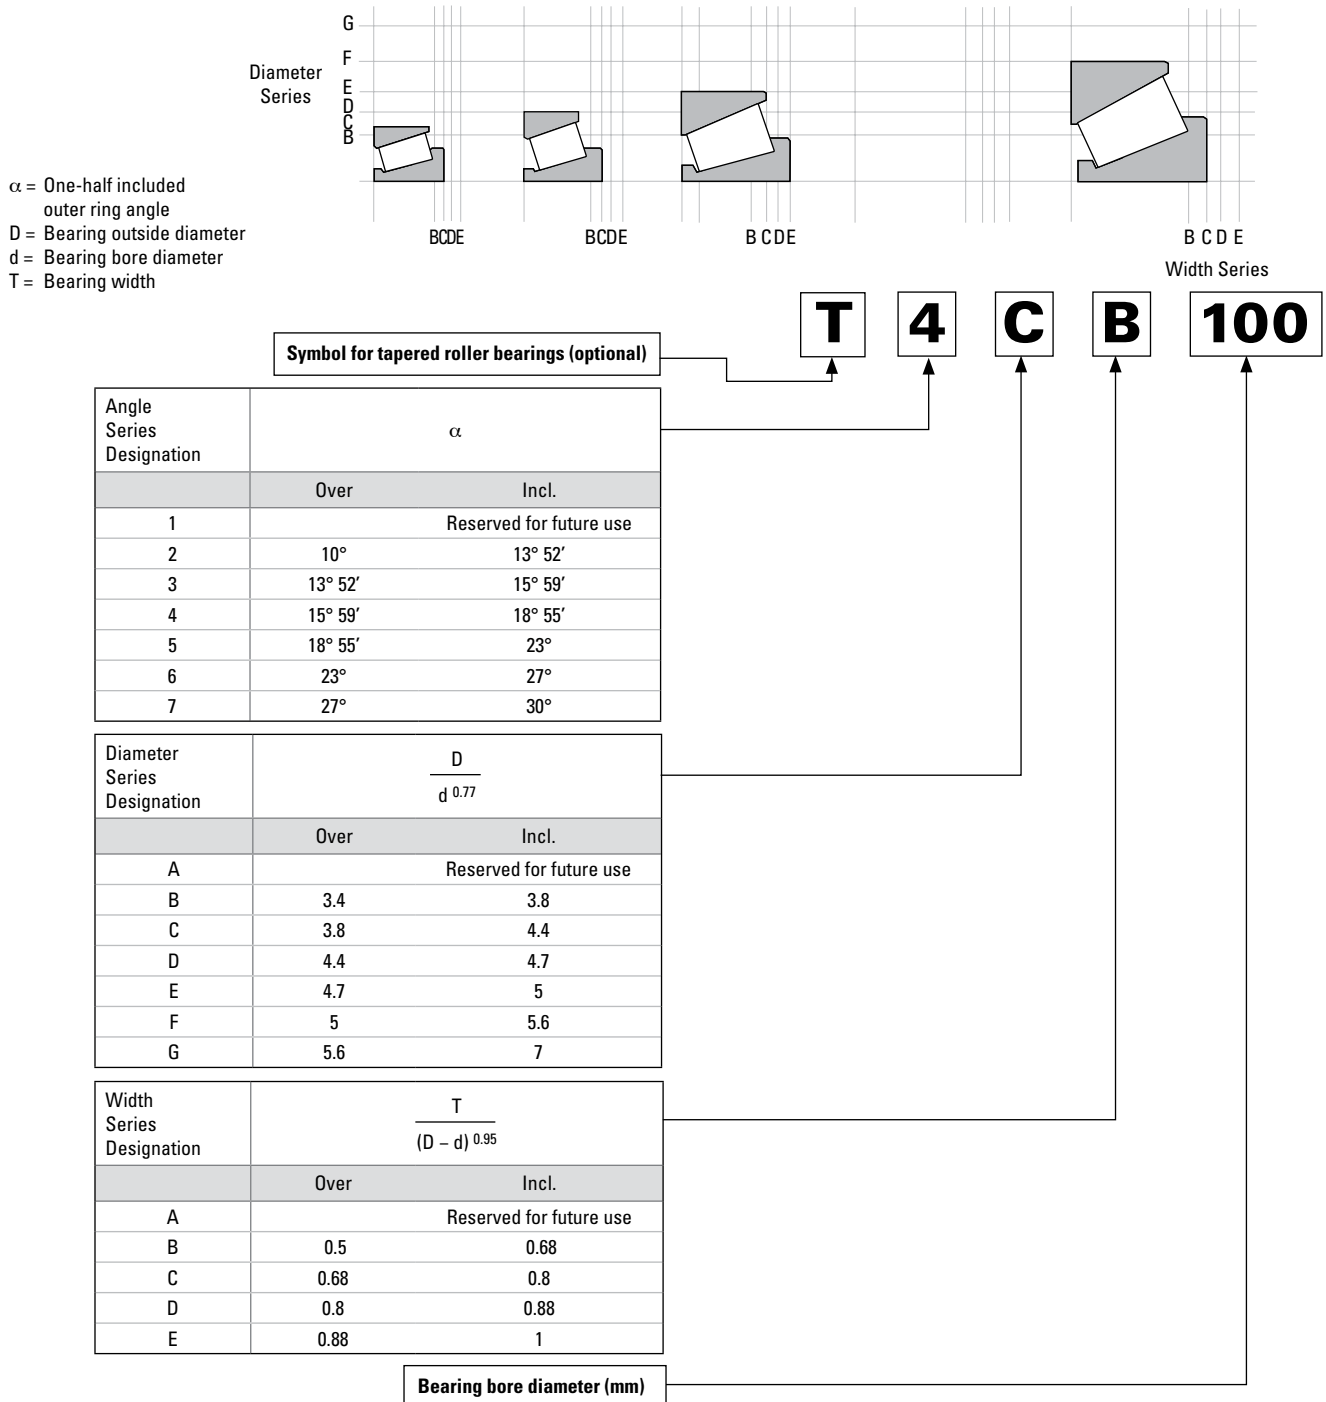 G
F
Diameter
Series
E
D
C
B
α = One-half included
outer ring angle
D = Bearing outside diameter
d = Bearing bore diameter
T = Bearing width
BCDE BCDE B C D E B C D E
Width Series
T 4 C B 100
Symbol for tapered roller bearings (optional)
Angle
Series
Designation
α
Over Incl.
1 Reserved for future use
2 10° 13° 52′
3 13° 52′ 15° 59′
4 15° 59′ 18° 55′
5 18° 55′ 23°
6 23° 27°
7 27° 30°
Diameter
Series
Designation
D
d 0.77
Over Incl.
A Reserved for future use
B 3.4 3.8
C 3.8 4.4
D 4.4 4.7
E 4.7 5
F 5 5.6
G 5.6 7
Width
Series
Designation
T
(D – d) 0.95
Over Incl.
A Reserved for future use
B 0.5 0.68
C 0.68 0.8
D 0.8 0.88
E 0.88 1
Bearing bore diameter (mm)